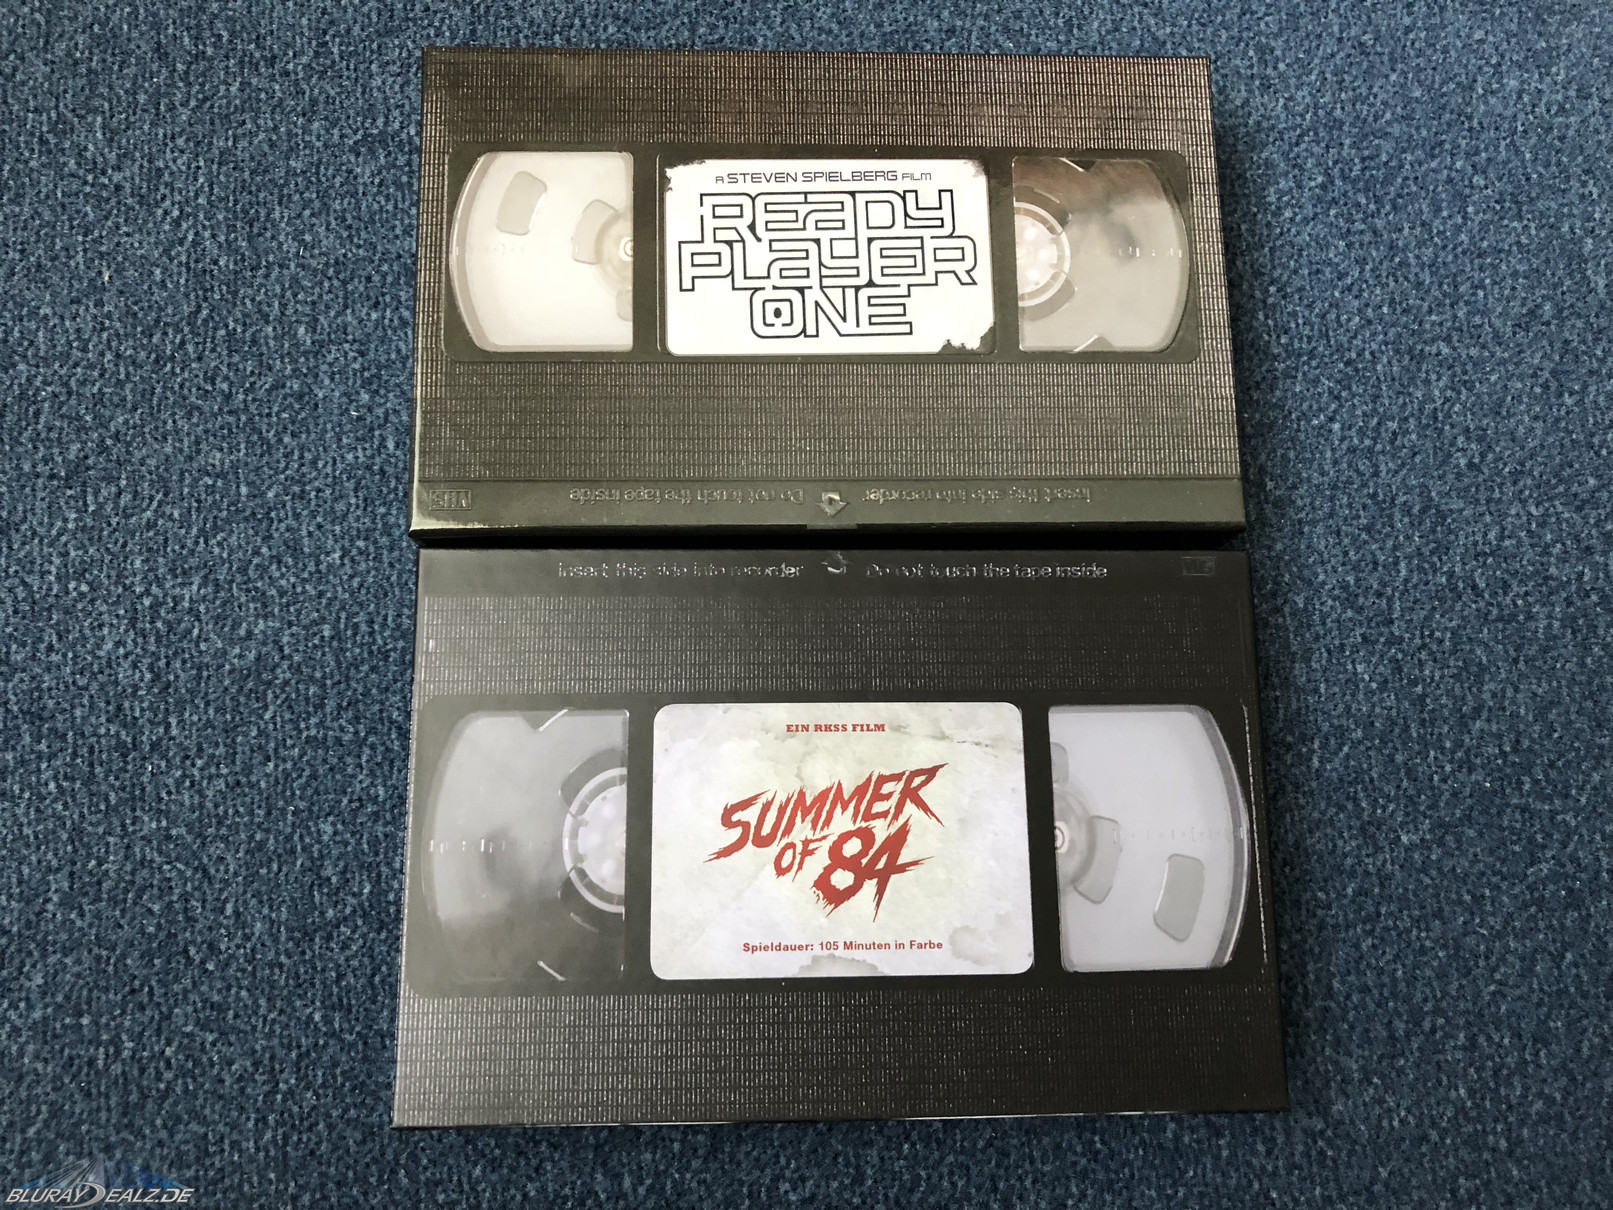 A STEVEN SPIELBERG FILM
READY
PLAYER
ONE
Insert this side into recorder Do not touch the tape inside
VHS
Insert this side into recorder Do not touch the tape inside
VHS
EIN RKSS FILM
SUMMER
OF 84
Spieldauer: 105 Minuten in Farbe
BLURAYDEALZ.DE